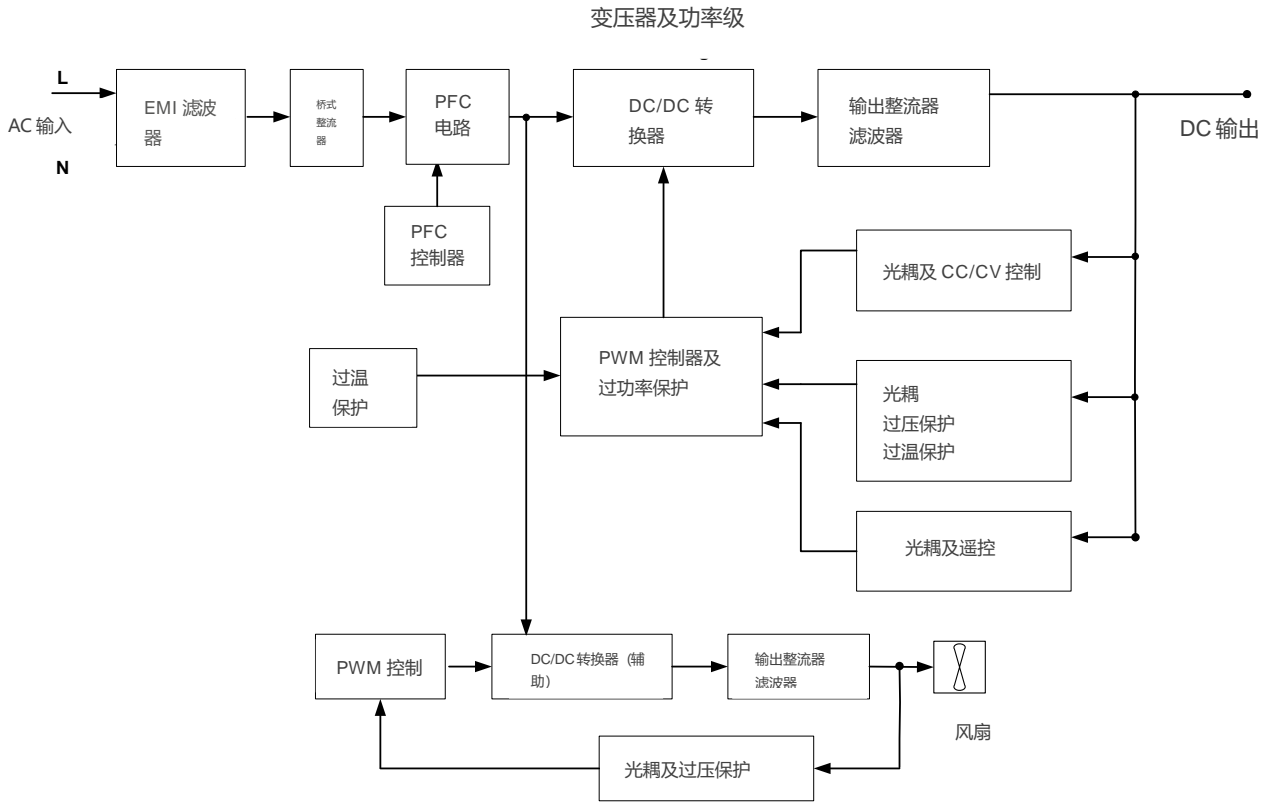 变压器及功率级
L
AC 输入
N
EMI 滤波
器
桥式
整流
器
PFC
电路
DC/DC 转
换器
输出整流器
滤波器
DC 输出
PFC
控制器
光耦及 CC/CV 控制
过温
保护
PWM 控制器及
过功率保护
光耦
过压保护
过温保护
光耦及遥控
PWM 控制
DC/DC 转换器 (辅
助)
输出整流器
滤波器
风扇
光耦及过压保护